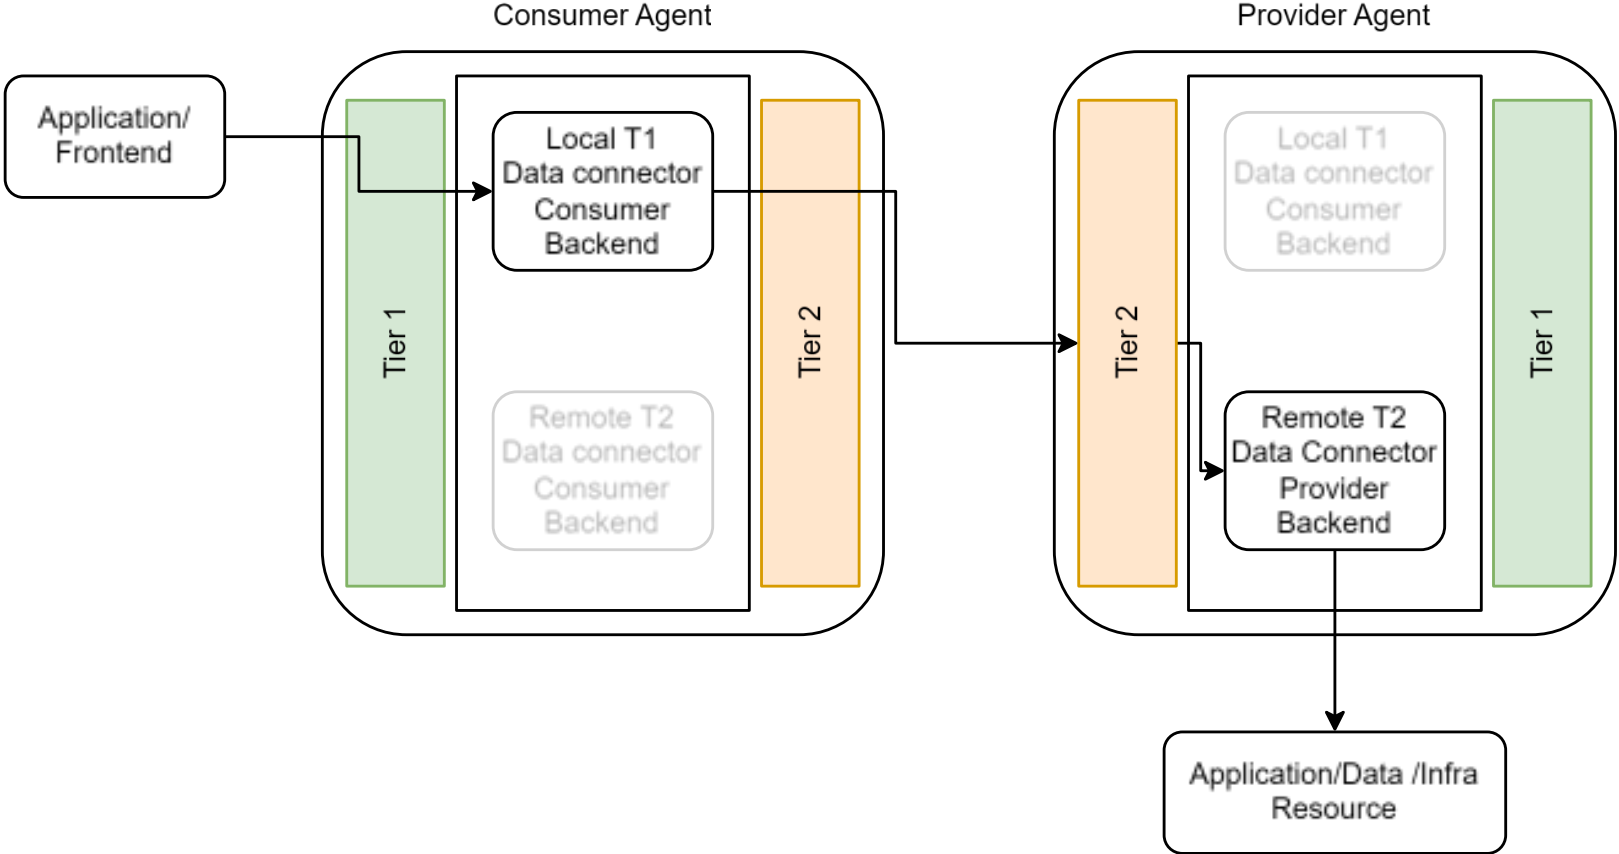 Consumer Agent
Provider Agent
Application/
Frontend
Tier 1
Local T1
Data connector
Consumer
Backend
Remote T2
Data connector
Consumer
Backend
Tier 2
Tier 2
Local T1
Data connector
Consumer
Backend
Remote T2
Data Connector
Provider
Backend
Tier 1
Application/Data /Infra
Resource